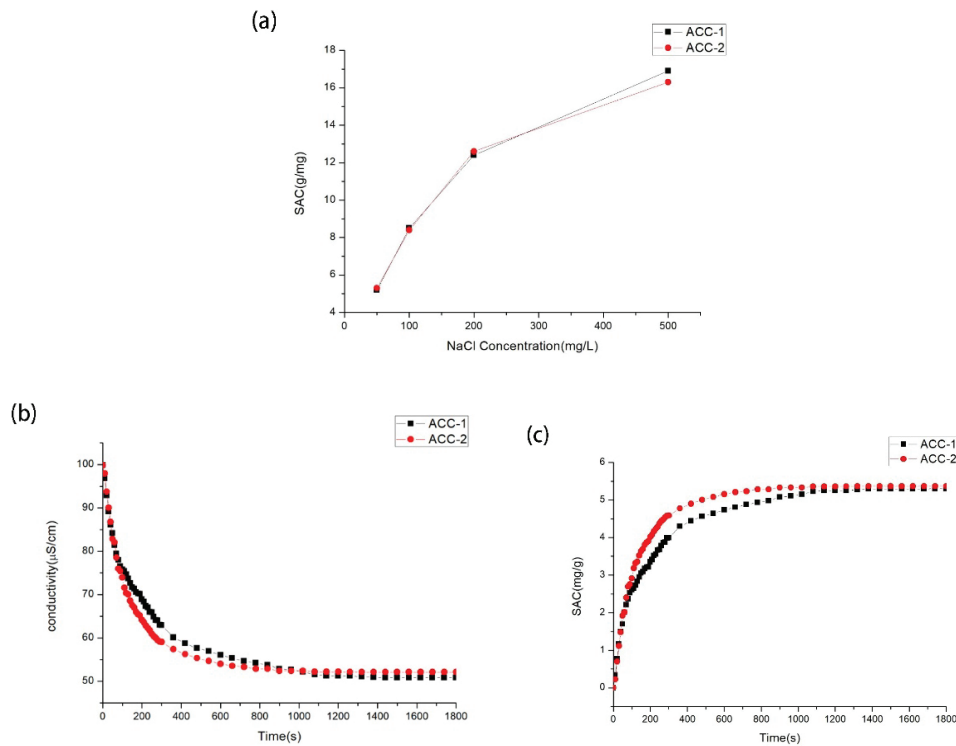 (a)
ACC-1
ACC-2
18
16
14
12
10
8
6
4
SAC(g/mg)
0 100 200 300 400 500
NaCl Concentration(mg/L)
(b)
ACC-1
ACC-2
100
90
80
70
60
50
conductivity(μS/cm)
0 200 400 600 800 1000 1200 1400 1600 1800
Time(s)
(c)
ACC-1
ACC-2
6
5
4
3
2
1
0
SAC(mg/g)
0 200 400 600 800 1000 1200 1400 1600 1800
Time(s)